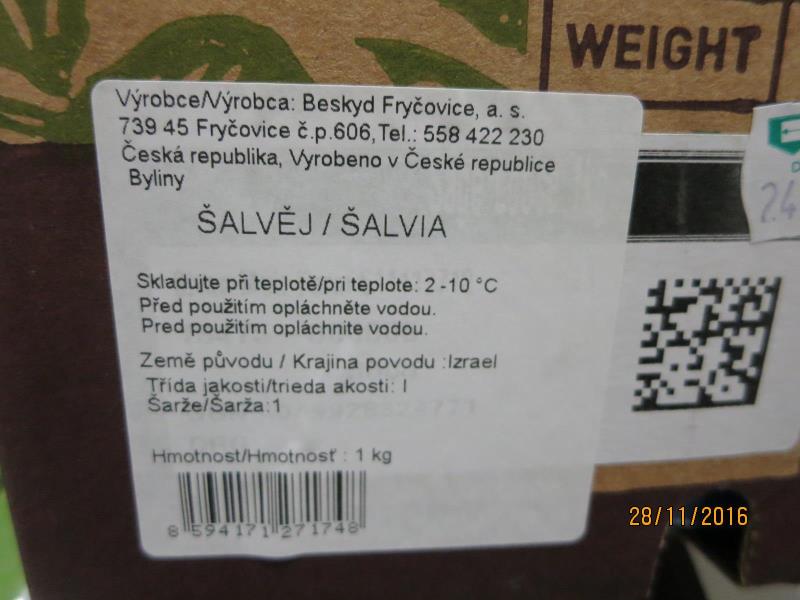 WEIGHT
Výrobce/Výrobca: Beskyd Fryčovice, a. s.
739 45 Fryčovice č.p.606,Tel.: 558 422 230
Česká republika, Vyrobeno v České republice
Byliny
ŠALVĚJ / ŠALVIA
Skladujte při teplotě/pri teplote: 2 -10 °C
Před použitím opláchněte vodou.
Pred použitím opláchnite vodou.
Země původu / Krajina povodu :Izrael
Třída jakosti/trieda akosti: I
Šarže/Šarža:1
Hmotnost/Hmotnosť : 1 kg
8 594171 271748
28/11/2016